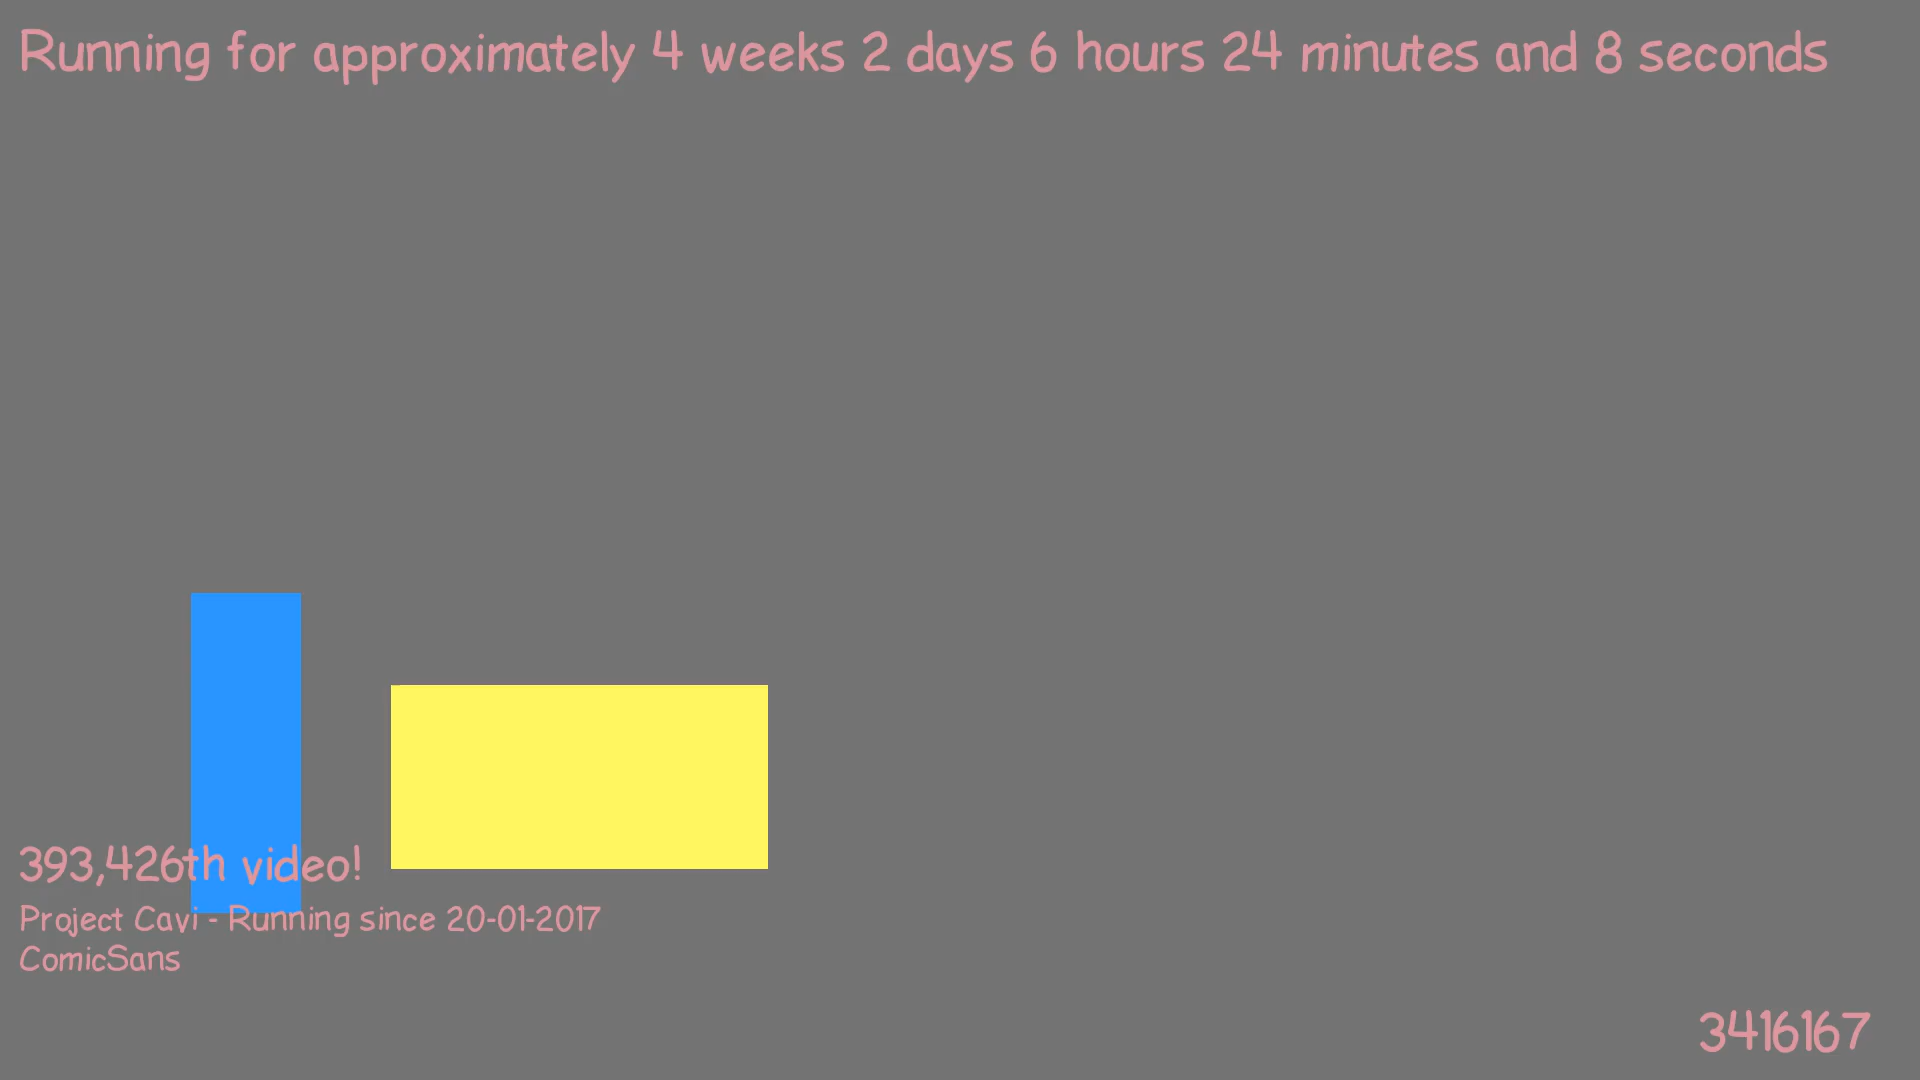 Running for approximately 4 weeks 2 days 6 hours 24 minutes and 8 seconds
393,426th video!
Project Cavi - Running since 20-01-2017
ComicSans
3416167